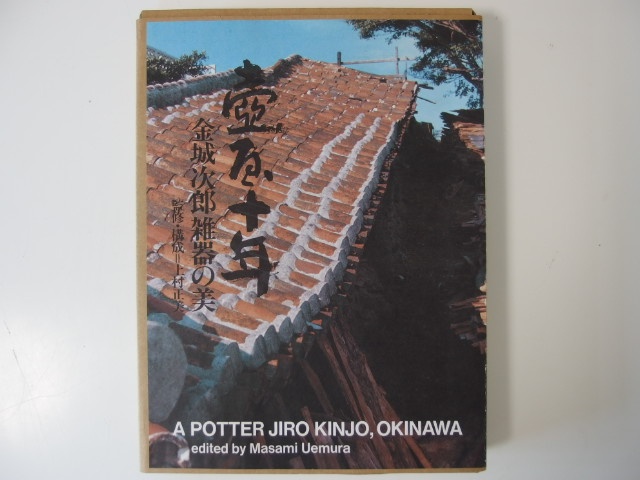 壺屋十年
金城次郎雑器の美
監修・構成=上村正美
A POTTER JIRO KINJO, OKINAWA
edited by Masami Uemura